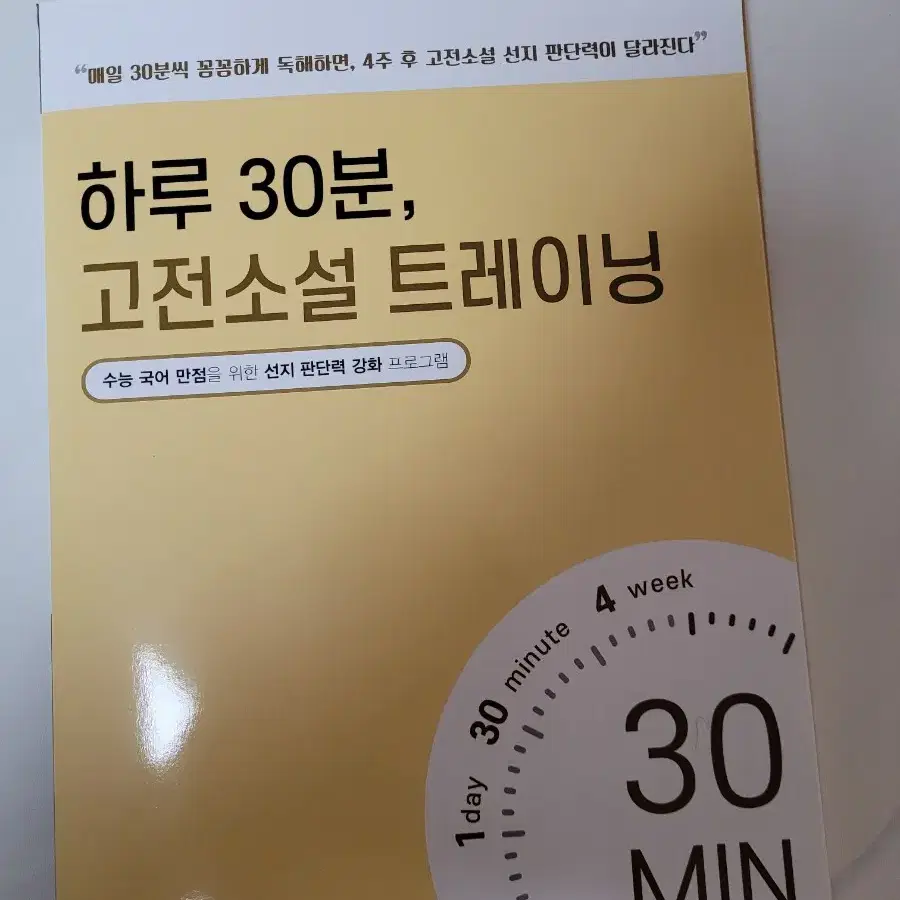 “매일 30분씩 꼼꼼하게 독해하면, 4주 후 고전소설 선지 판단력이 달라진다”
하루 30분,
고전소설 트레이닝
수능 국어 만점을 위한 선지 판단력 강화 프로그램
1day 30 minute 4 week
30
MIN